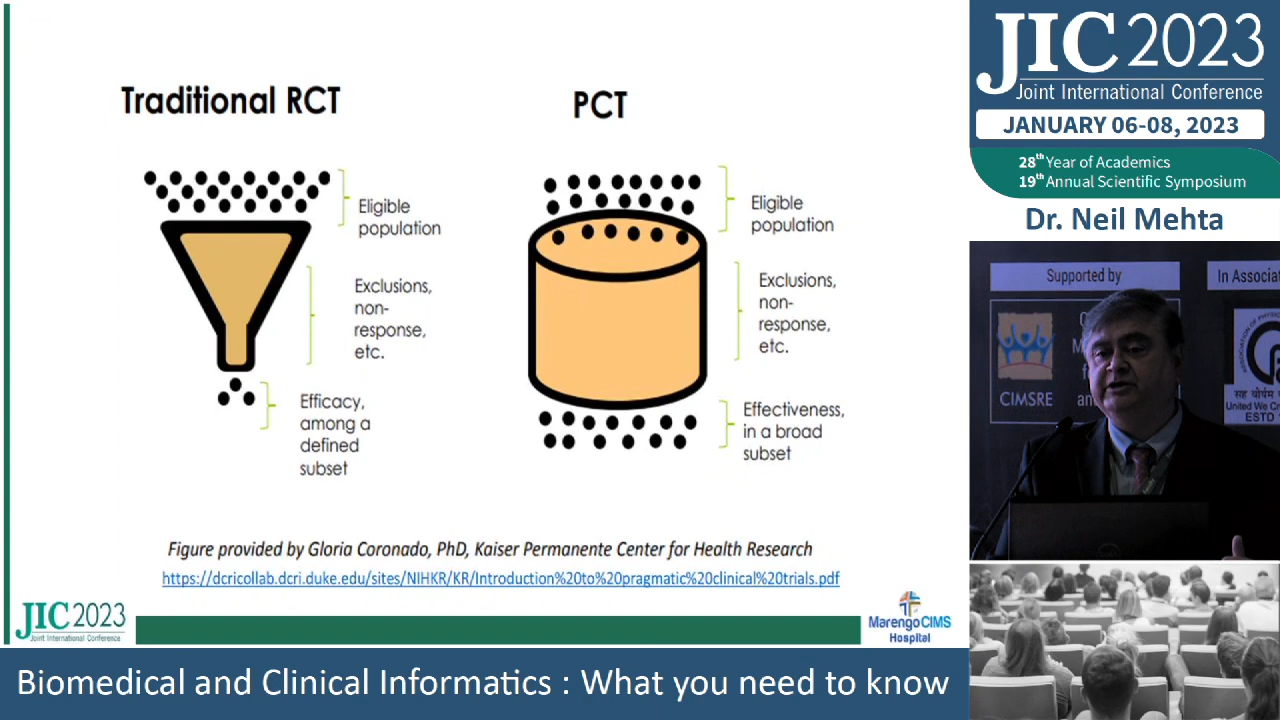 Traditional RCT
Eligible
population
Exclusions,
non-
response,
etc.
Efficacy,
among a
defined
subset
PCT
Eligible
population
Exclusions,
non-
response,
etc.
Effectiveness,
in a broad
subset
Figure provided by Gloria Coronado, PhD, Kaiser Permanente Center for Health Research
https://dcricollab.dcri.duke.edu/sites/NIHKR/KR/Introduction%20to%20pragmatic%20clinical%20trials.pdf
JIC 2023
Joint International Conference
Marengo CIMS
Hospital
JIC 2023
Joint International Conference
JANUARY 06-08, 2023
28th Year of Academics
19th Annual Scientific Symposium
Dr. Neil Mehta
Supported by
In Associa
CIMSRE
United We
ESTD
Biomedical and Clinical Informatics : What you need to know